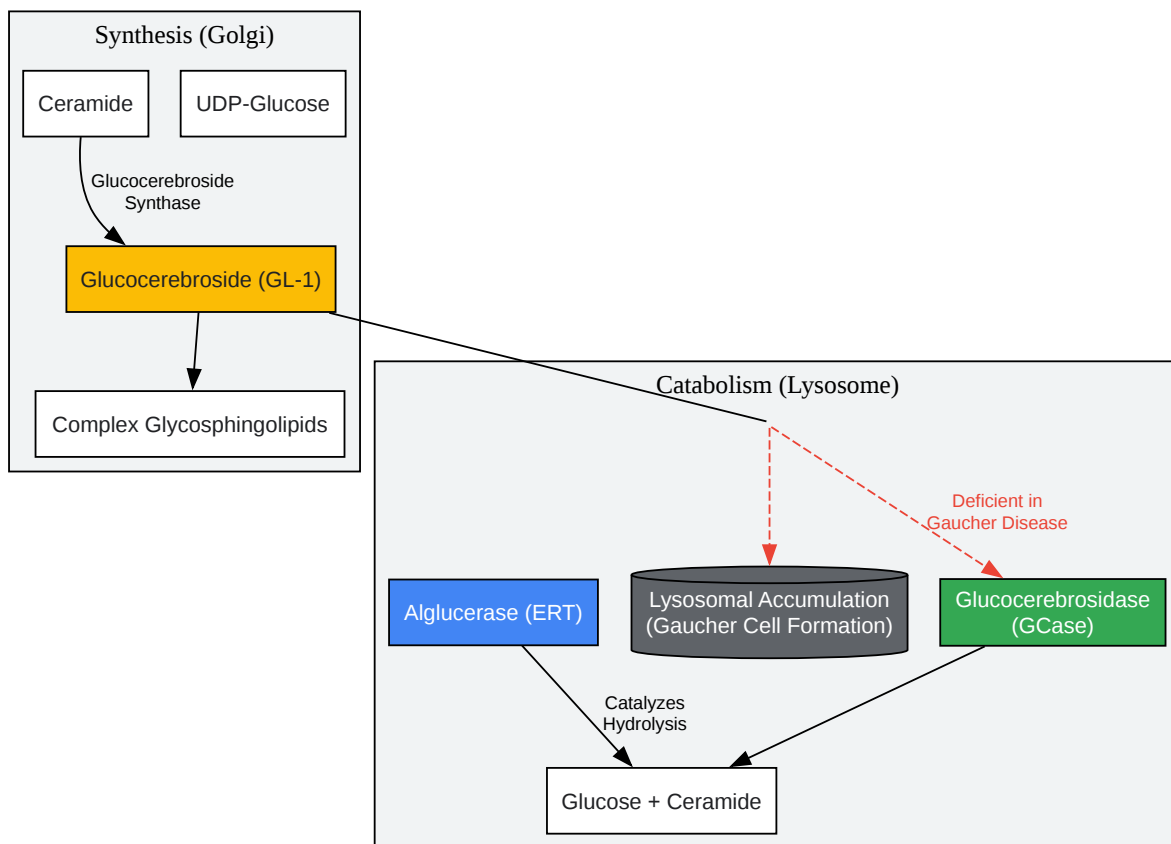 Synthesis (Golgi)
Ceramide
UDP-Glucose
Glucocerebroside
Synthase
Glucocerebroside (GL-1)
Complex Glycosphingolipids
Catabolism (Lysosome)
Deficient in
Gaucher Disease
Alglucerase (ERT)
Lysosomal Accumulation
(Gaucher Cell Formation)
Glucocerebrosidase
(GCase)
Catalyzes
Hydrolysis
Glucose + Ceramide